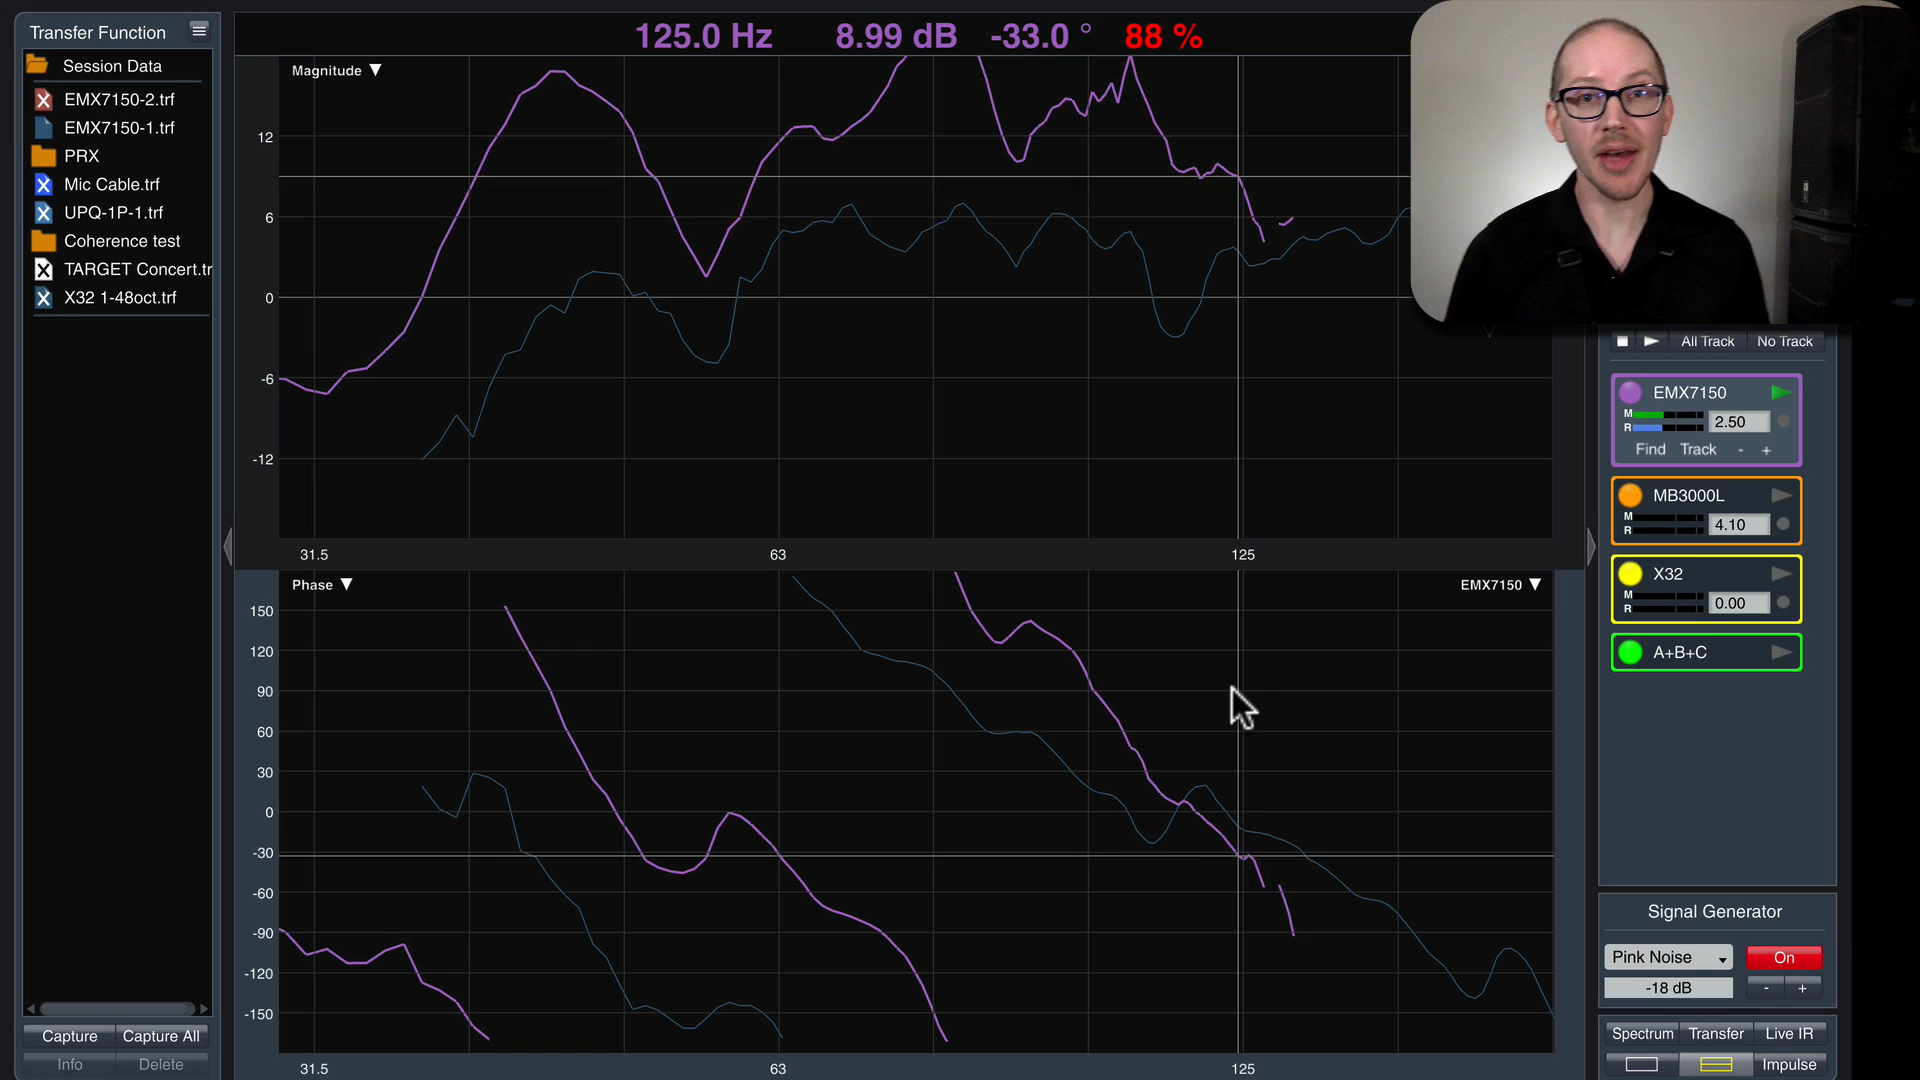 Transfer Function
Session Data
EMX7150-2.trf
EMX7150-1.trf
PRX
Mic Cable.trf
UPQ-1P-1.trf
Coherence test
TARGET Concert.tr
X32 1-48oct.trf
Capture
Capture All
Info
Delete
125.0 Hz 8.99 dB -33.0 ° 88 %
Magnitude
12
6
0
-6
-12
31.5 63 125
Phase
EMX7150
150
120
90
60
30
0
-30
-60
-90
-120
-150
31.5 63 125
All Track
No Track
EMX7150
M
R
2.50
Find Track - +
MB3000L
M
R
4.10
X32
M
R
0.00
A+B+C
Signal Generator
Pink Noise
On
-18 dB
- +
Spectrum
Transfer
Live IR
Impulse